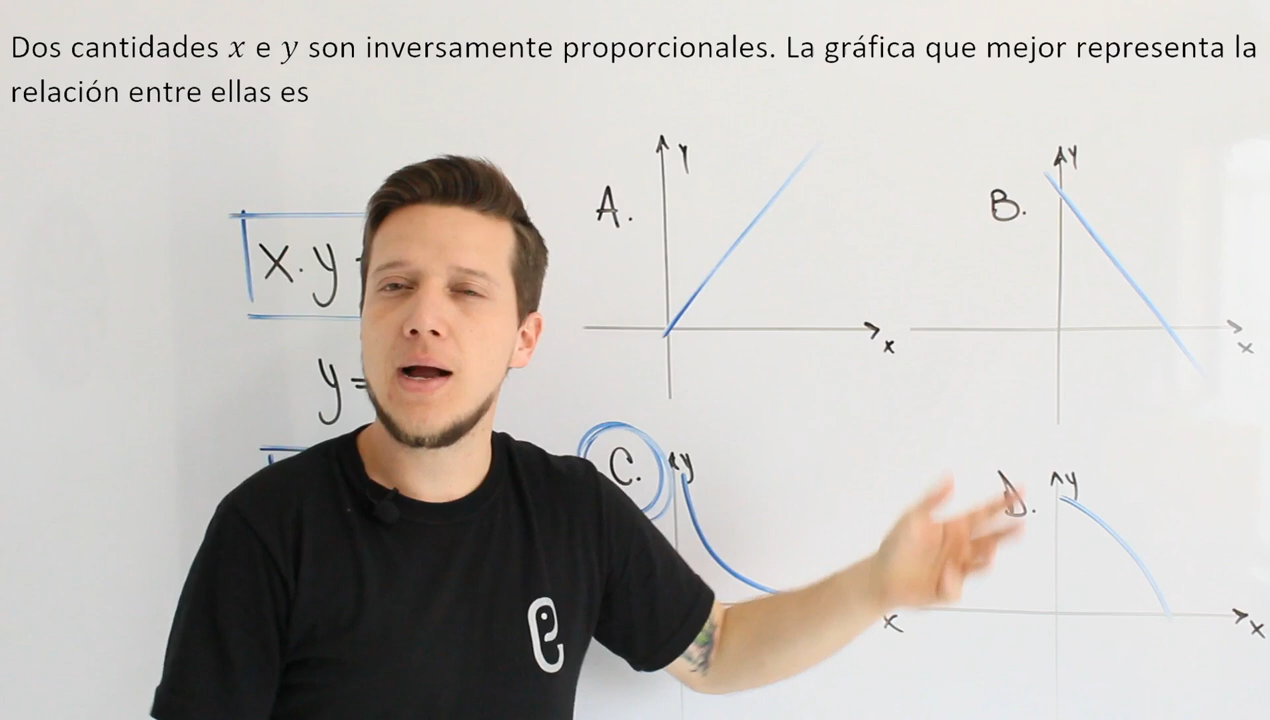 Dos cantidades x e y son inversamente proporcionales. La gráfica que mejor representa la
relación entre ellas es
A.
y
x
B.
y
x
x.y
y=
C.
y
x
D.
y
x